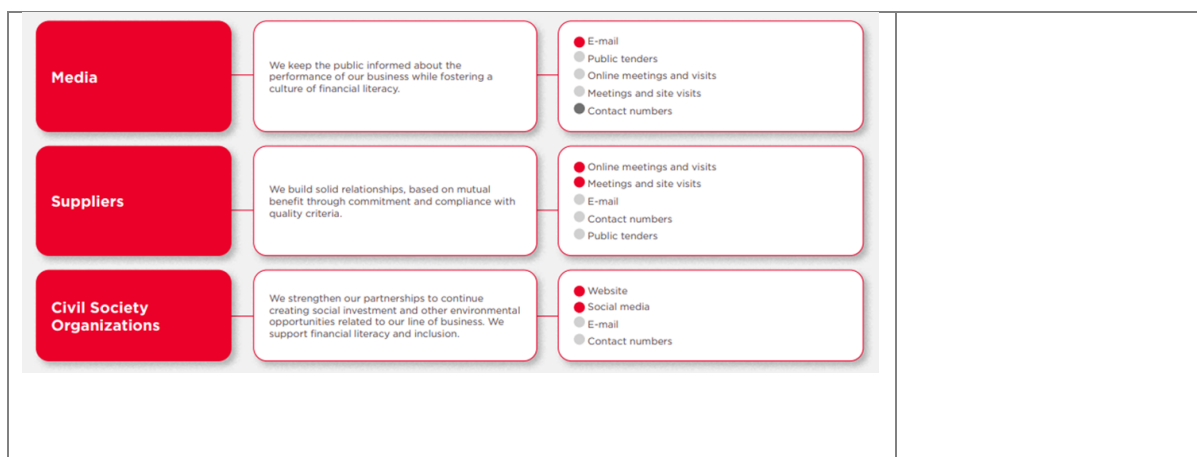 Media
We keep the public informed about the
performance of our business while fostering a
culture of financial literacy.
E-mail
Public tenders
Online meetings and visits
Meetings and site visits
Contact numbers
Suppliers
We build solid relationships, based on mutual
benefit through commitment and compliance with
quality criteria.
Online meetings and visits
Meetings and site visits
E-mail
Contact numbers
Public tenders
Civil Society
Organizations
We strengthen our partnerships to continue
creating social investment and other environmental
opportunities related to our line of business. We
support financial literacy and inclusion.
Website
Social media
E-mail
Contact numbers